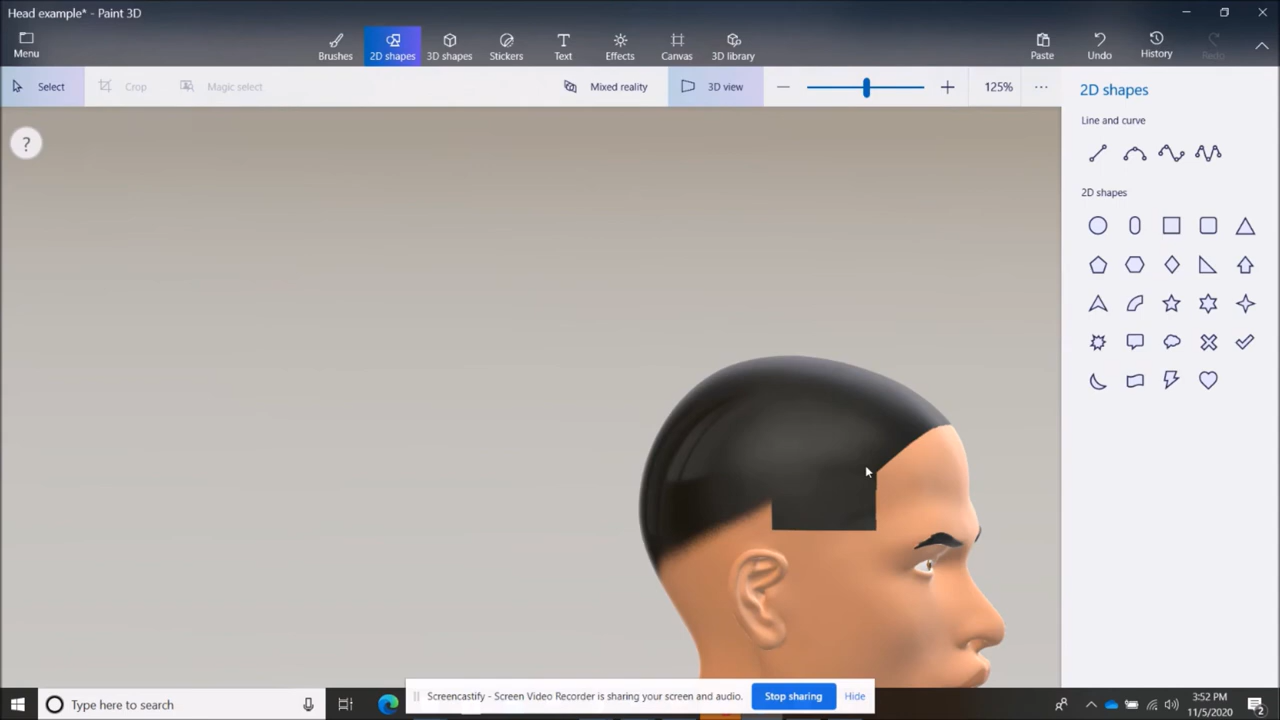 Head example* - Paint 3D
Menu
Brushes
2D shapes
3D shapes
Stickers
Text
Effects
Canvas
3D library
Paste
Undo
History
Redo
Select
Crop
Magic select
Mixed reality
3D view
125%
?
2D shapes
Line and curve
2D shapes
Screencastify - Screen Video Recorder is sharing your screen and audio.
Stop sharing
Hide
Type here to search
3:52 PM
11/5/2020
2